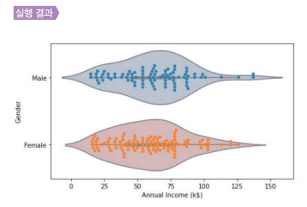 실행 결과
Male
Gender
Female
0 25 50 75 100 125 150
Annual Income (k$)